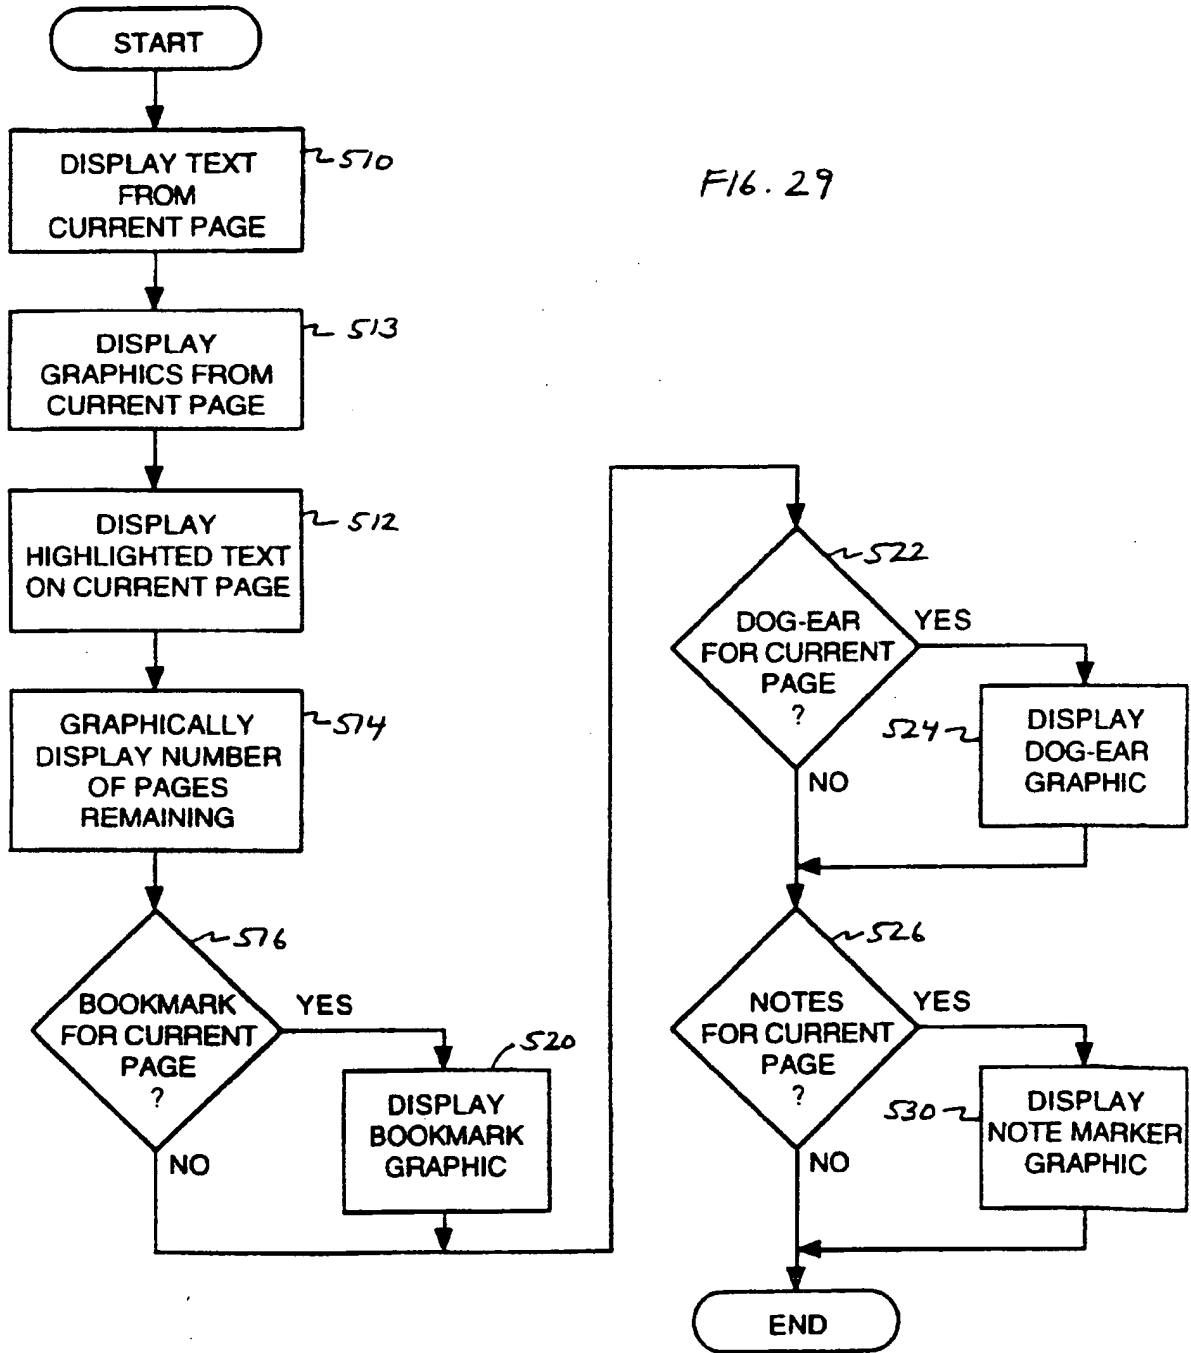 START
DISPLAY TEXT
FROM
CURRENT PAGE
510
FIG. 29
DISPLAY
GRAPHICS FROM
CURRENT PAGE
513
DISPLAY
HIGHLIGHTED TEXT
ON CURRENT PAGE
512
GRAPHICALLY
DISPLAY NUMBER
OF PAGES
REMAINING
514
BOOKMARK
FOR CURRENT
PAGE
?
516
YES
NO
DISPLAY
BOOKMARK
GRAPHIC
520
DOG-EAR
FOR CURRENT
PAGE
?
522
YES
NO
DISPLAY
DOG-EAR
GRAPHIC
524
NOTES
FOR CURRENT
PAGE
?
526
YES
NO
DISPLAY
NOTE MARKER
GRAPHIC
530
END